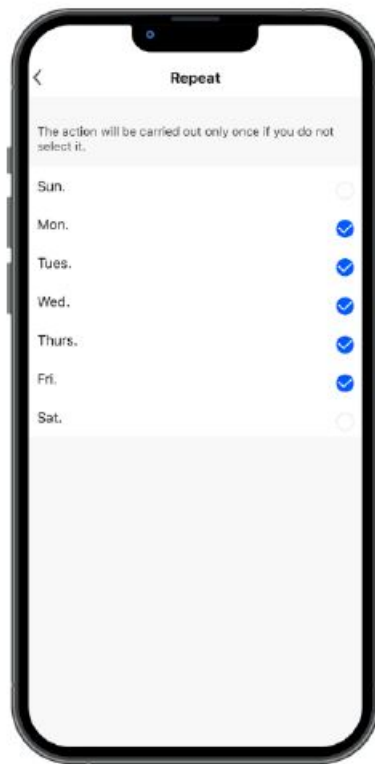 Repeat
The action will be carried out only once if you do not
select it.
Sun.
Mon.
Tues.
Wed.
Thurs.
Fri.
Sat.